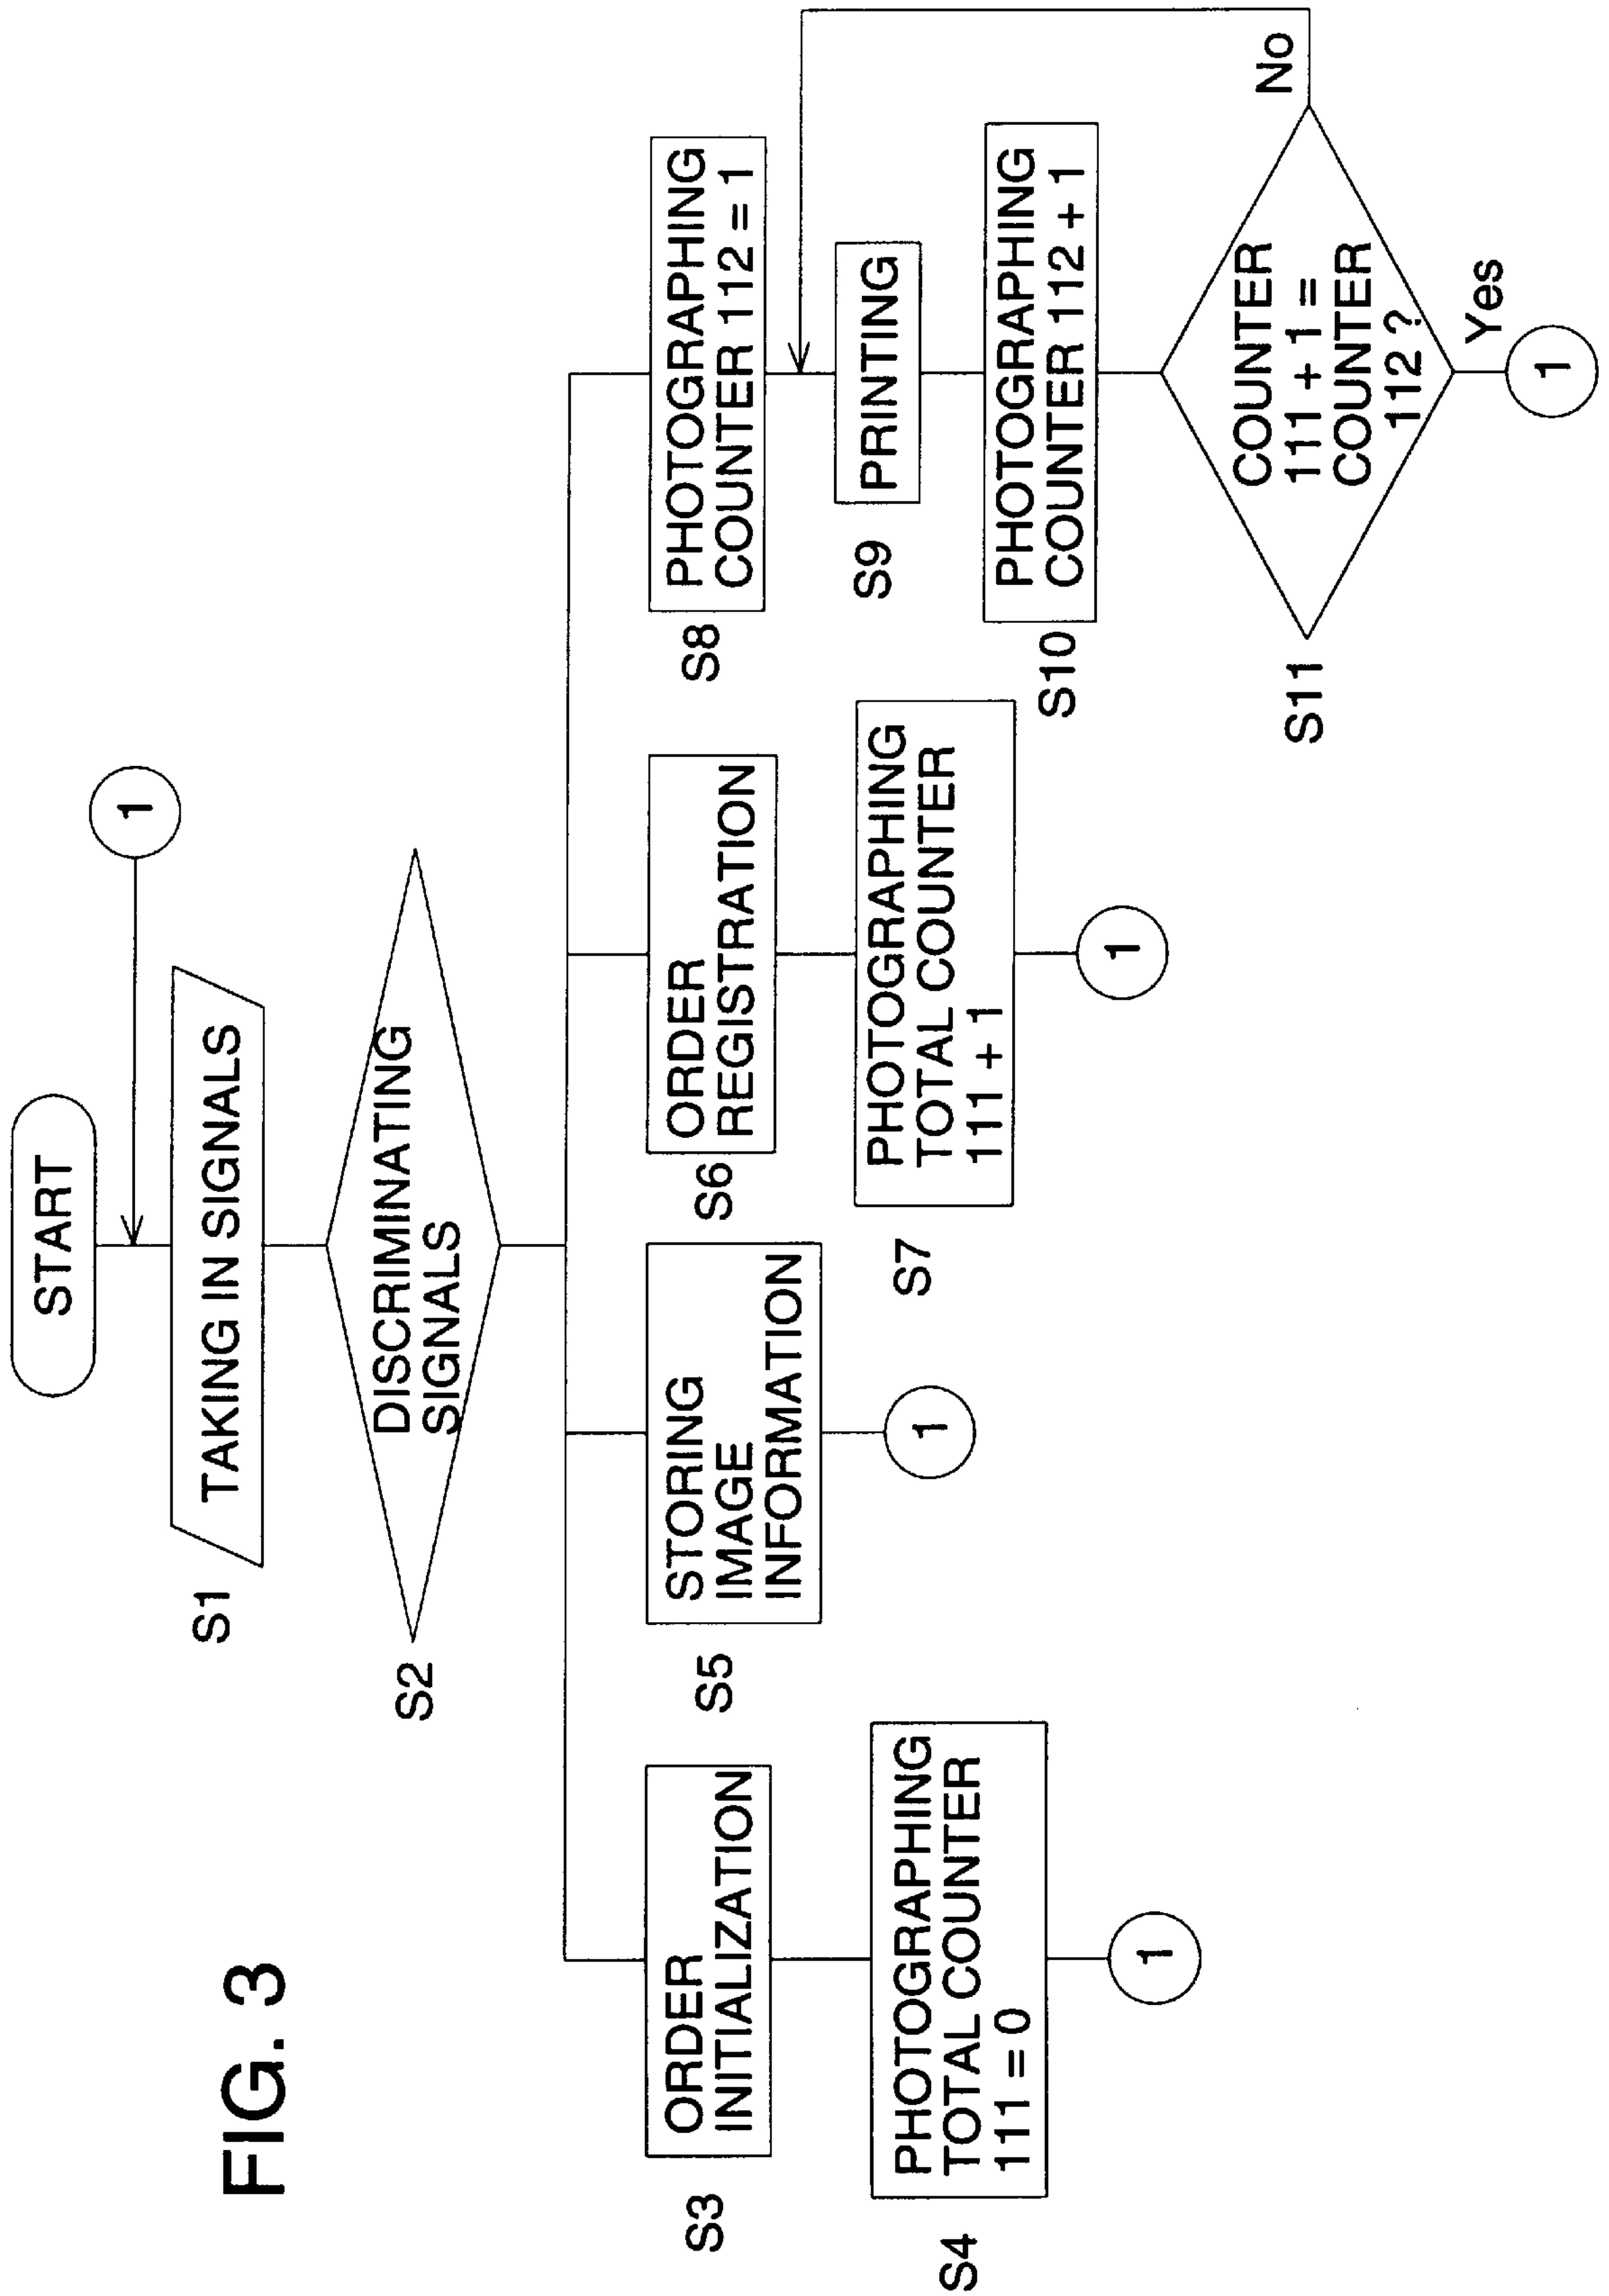 FIG. 3
START
1
S1
TAKING IN SIGNALS
S2
DISCRIMINATING
SIGNALS
S3
ORDER
INITIALIZATION
S4
PHOTOGRAPHING
TOTAL COUNTER
111 = 0
1
S5
STORING
IMAGE
INFORMATION
1
S6
ORDER
REGISTRATION
S7
PHOTOGRAPHING
TOTAL COUNTER
111 + 1
1
S8
PHOTOGRAPHING
COUNTER 112 = 1
S9
PRINTING
S10
PHOTOGRAPHING
COUNTER 112 + 1
S11
COUNTER
111 + 1 =
COUNTER
112 ?
No
Yes
1